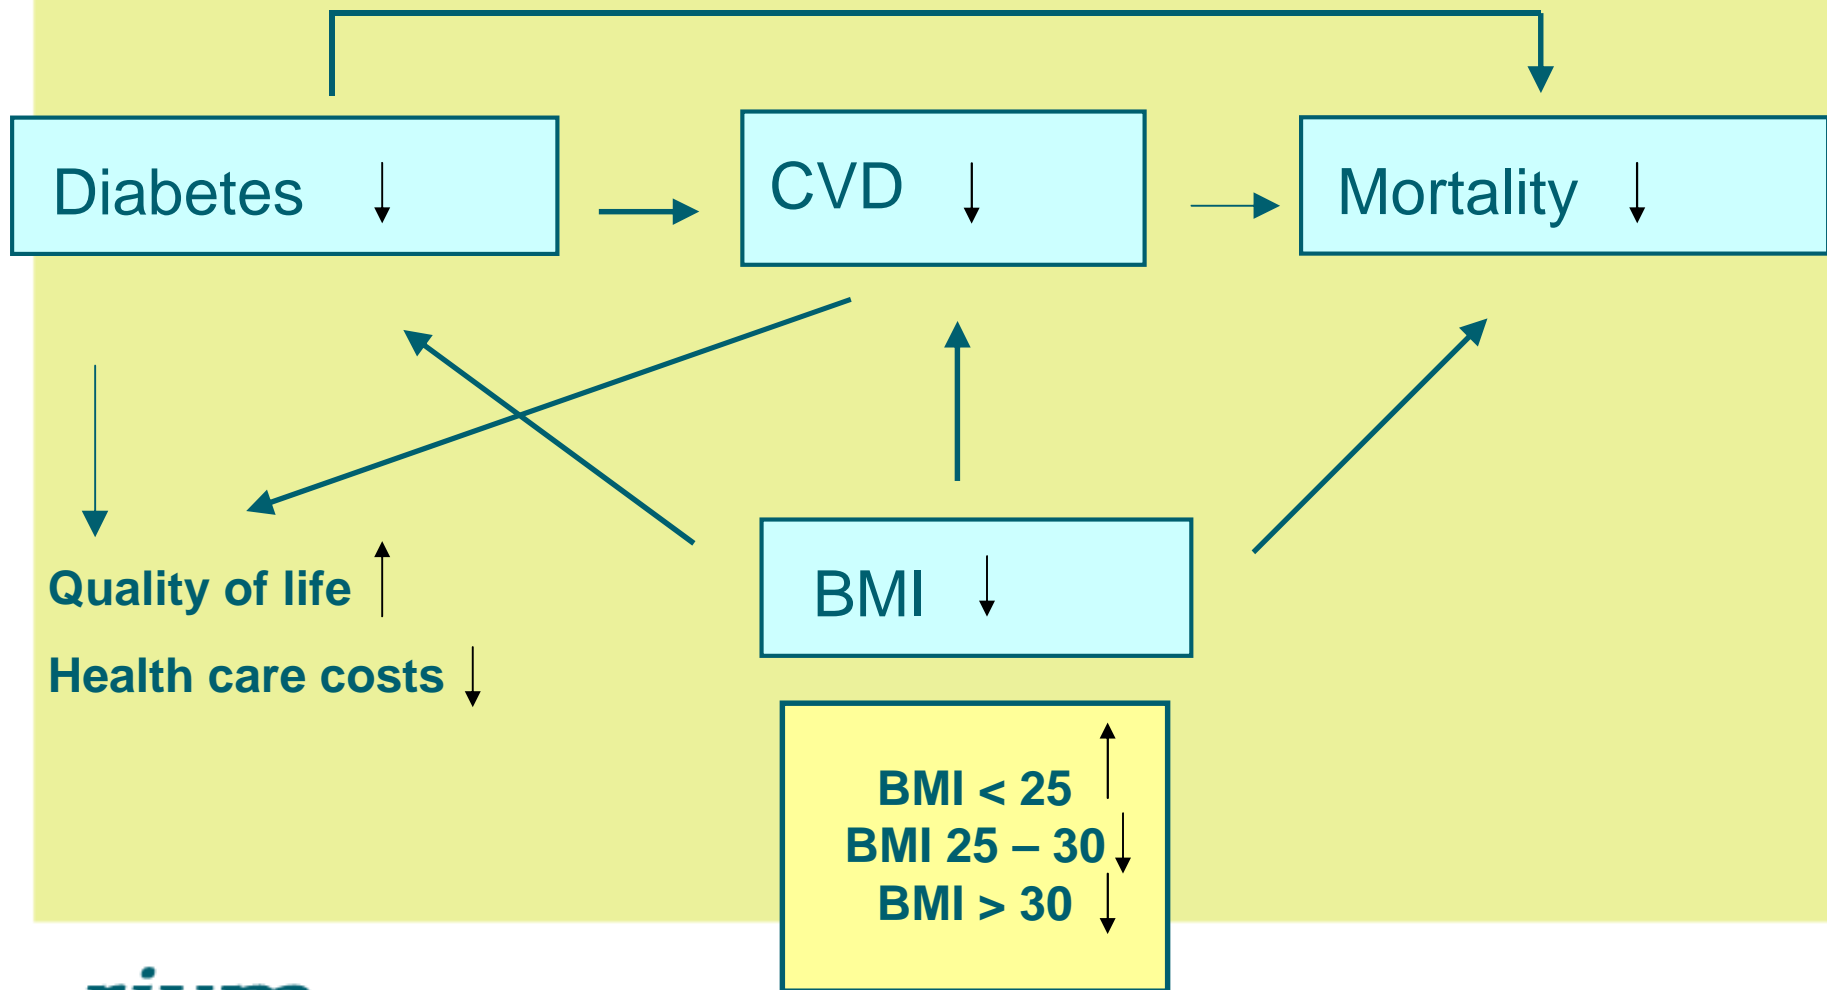 Diabetes
CVD
Mortality
Quality of life
BMI
Health care costs
BMI < 25
BMI 25 – 30
BMI > 30